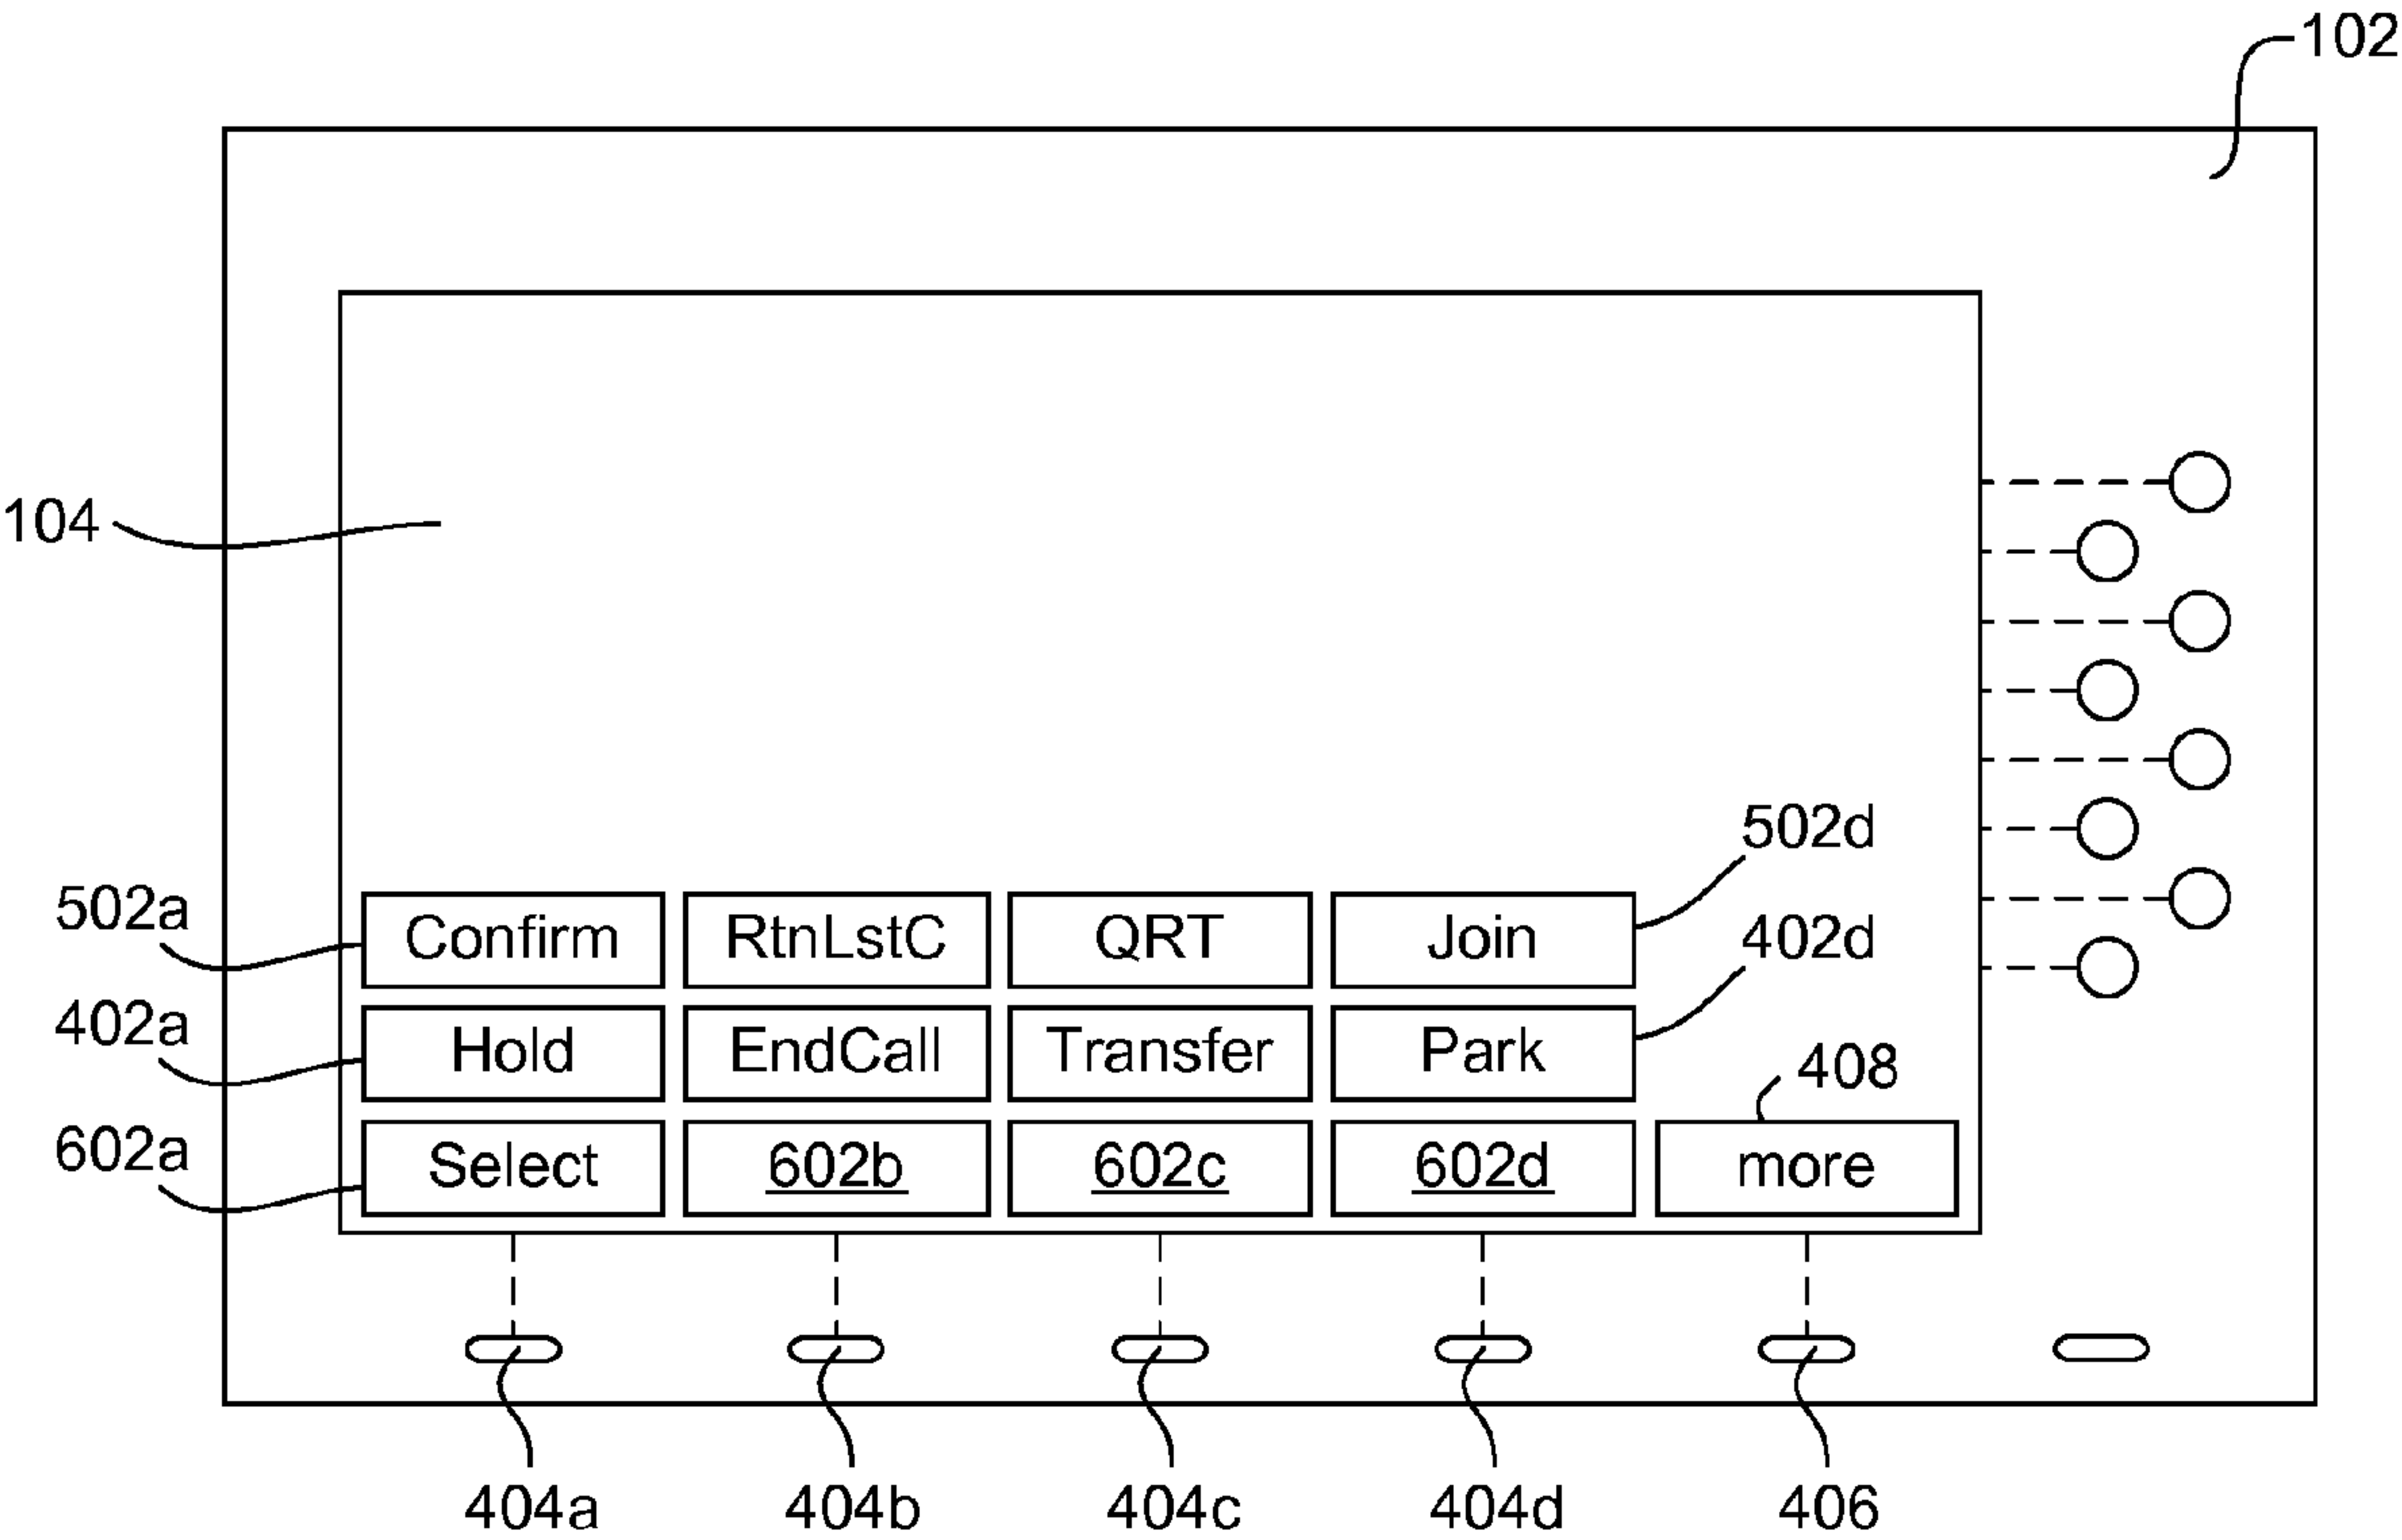 102
104
502d
502a Confirm RtnLstC QRT Join
402d
402a Hold EndCall Transfer Park
408
602a Select 602b 602c 602d more
404a 404b 404c 404d 406